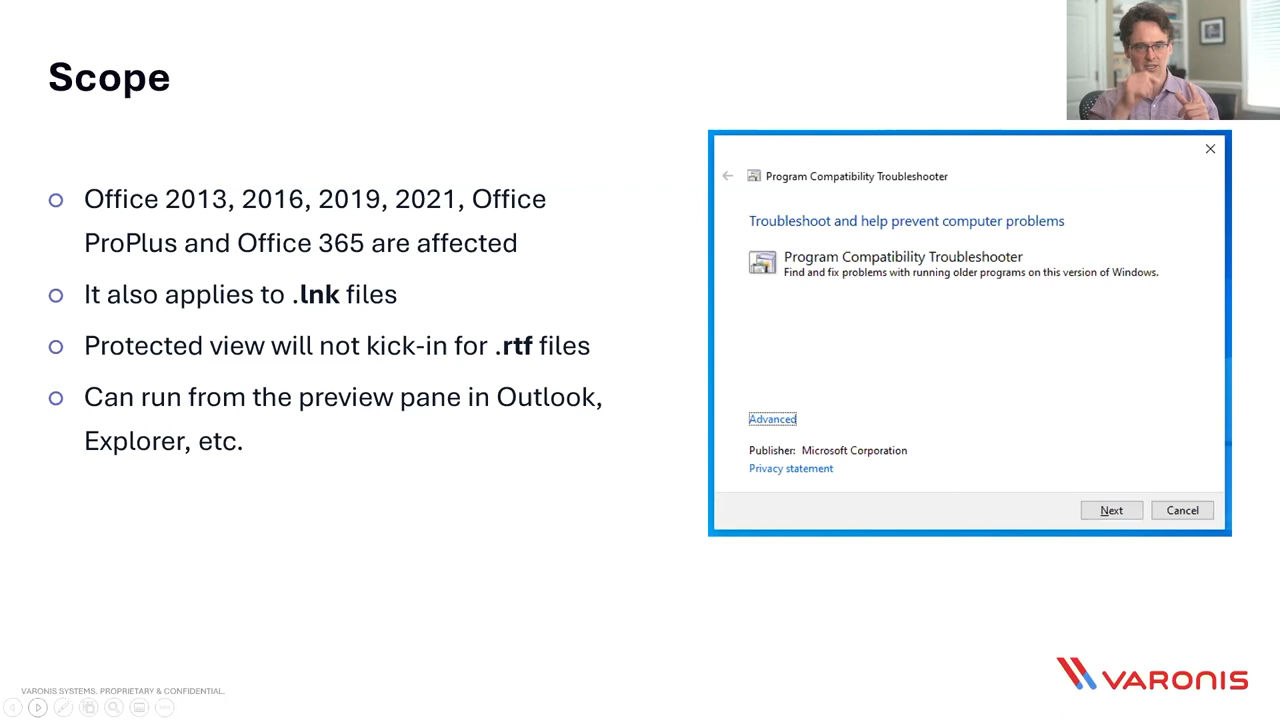 Scope
Office 2013, 2016, 2019, 2021, Office
ProPlus and Office 365 are affected
It also applies to .lnk files
Protected view will not kick-in for .rtf files
Can run from the preview pane in Outlook,
Explorer, etc.
Program Compatibility Troubleshooter
Troubleshoot and help prevent computer problems
Program Compatibility Troubleshooter
Find and fix problems with running older programs on this version of Windows.
Advanced
Publisher: Microsoft Corporation
Privacy statement
Next Cancel
VARONIS
VARONIS SYSTEMS. PROPRIETARY & CONFIDENTIAL.